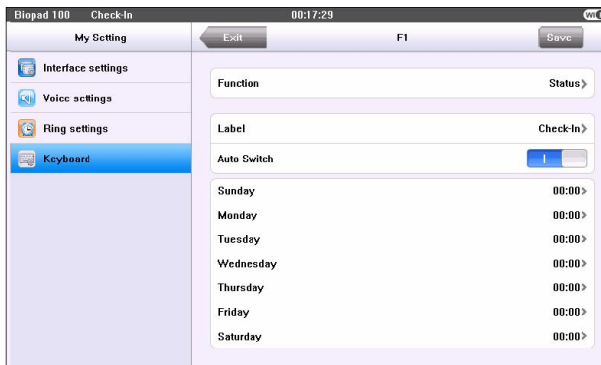 Biopad 100 Check-In 00:17:29
My Setting Exit F1 Save
Interface settings
Voice settings
Ring settings
Keyboard
Function Status>
Label Check-In>
Auto Switch I
Sunday 00:00>
Monday 00:00>
Tuesday 00:00>
Wednesday 00:00>
Thursday 00:00>
Friday 00:00>
Saturday 00:00>